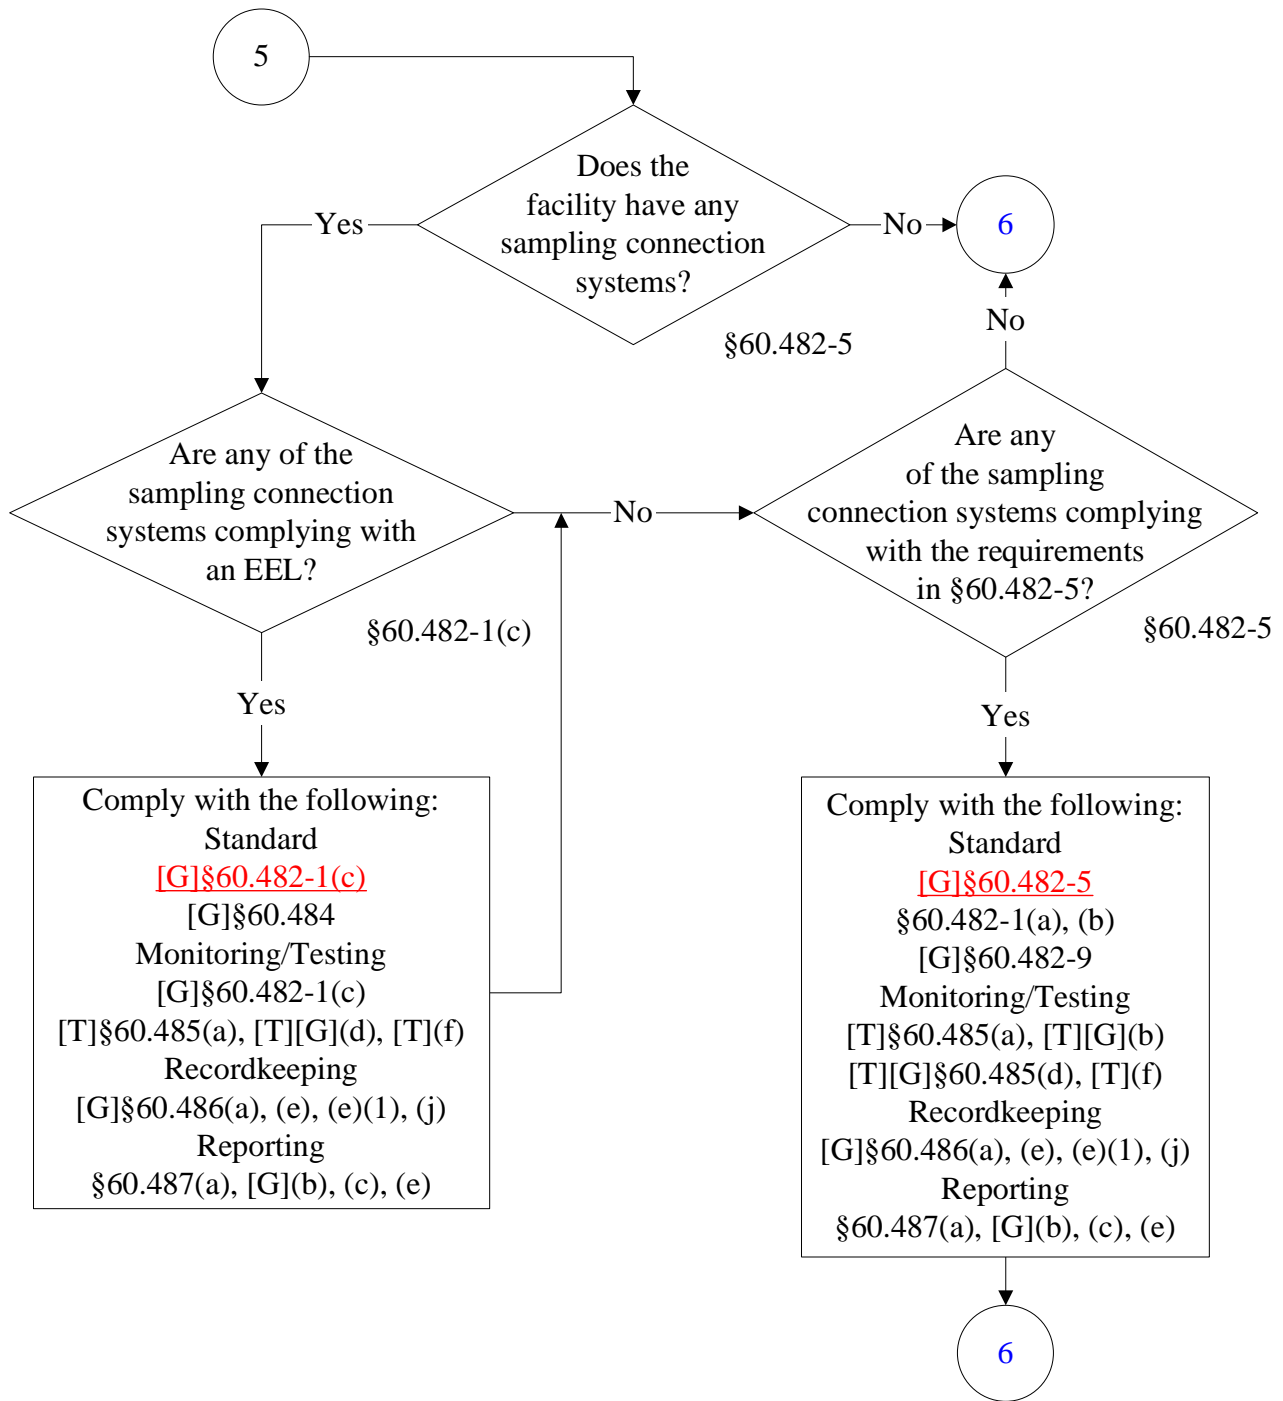 5
Does the
facility have any
sampling connection
systems?
Yes
No
6
§60.482-5
No
Are any of the
sampling connection
systems complying with
an EEL?
§60.482-1(c)
No
Are any
of the sampling
connection systems complying
with the requirements
in §60.482-5?
§60.482-5
Yes
Yes
Comply with the following:
Standard
[G]§60.482-1(c)
[G]§60.484
Monitoring/Testing
[G]§60.482-1(c)
[T]§60.485(a), [T][G](d), [T](f)
Recordkeeping
[G]§60.486(a), (e), (e)(1), (j)
Reporting
§60.487(a), [G](b), (c), (e)
Comply with the following:
Standard
[G]§60.482-5
§60.482-1(a), (b)
[G]§60.482-9
Monitoring/Testing
[T]§60.485(a), [T][G](b)
[T][G]§60.485(d), [T](f)
Recordkeeping
[G]§60.486(a), (e), (e)(1), (j)
Reporting
§60.487(a), [G](b), (c), (e)
6